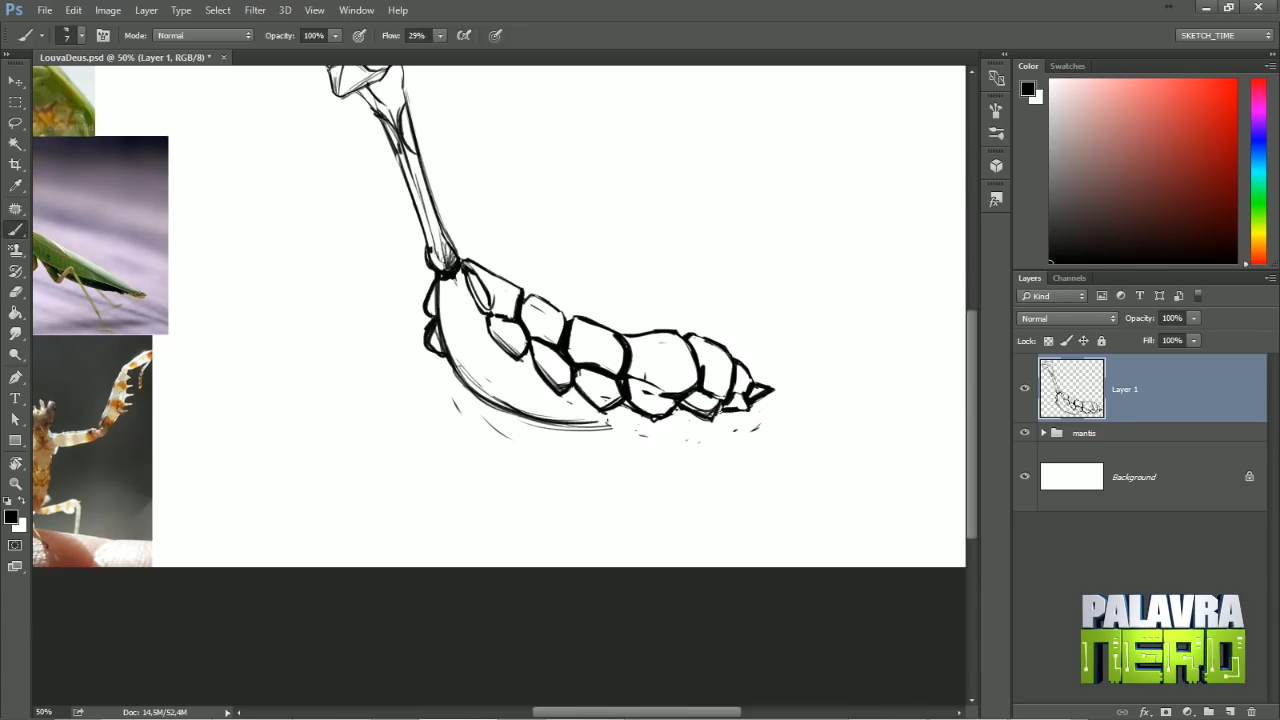 Ps File Edit Image Layer Type Select Filter 3D View Window Help
7 Mode: Normal Opacity: 100% Flow: 29% SKETCH_TIME
LouvaDeus.psd @ 50% (Layer 1, RGB/8) * ×
Color Swatches
Layers Channels
Kind
Normal Opacity: 100%
Lock: Fill: 100%
Layer 1
mantis
Background
PALAVRA
NERD
50% Doc: 14,5M/52,4M